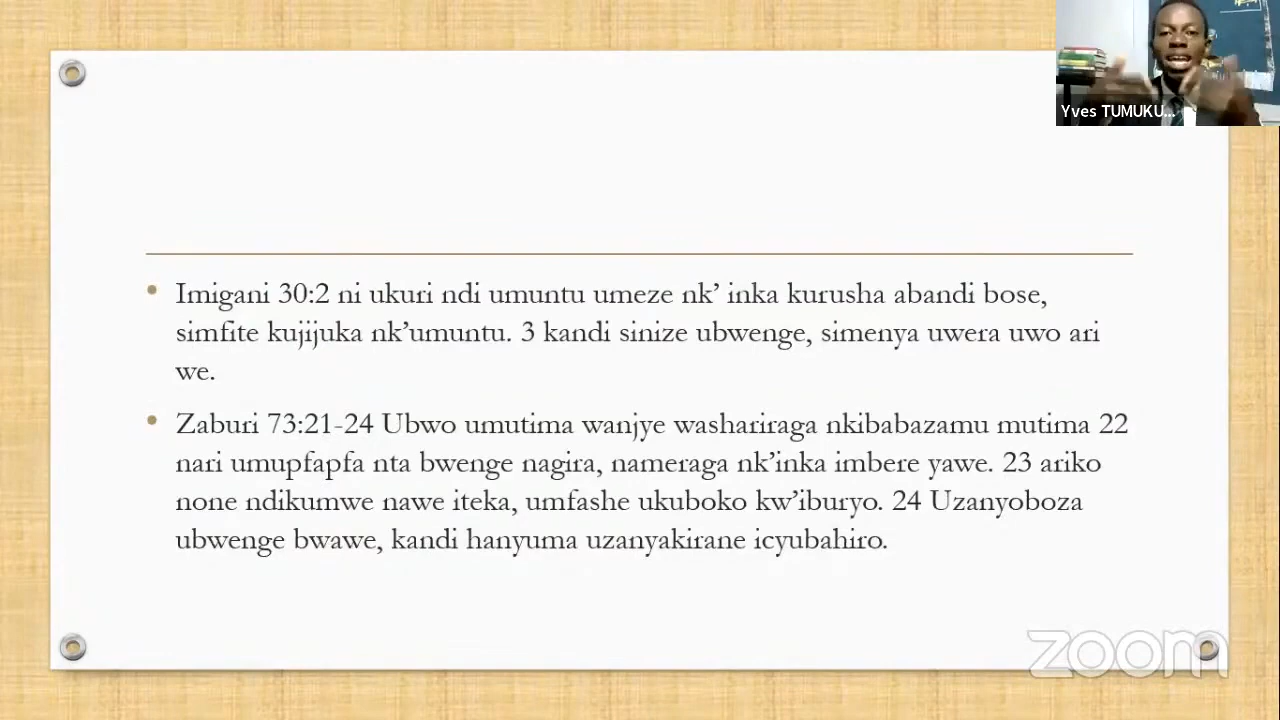 Yves TUMUKU...
• Imigani 30:2 ni ukuri ndi umuntu umeze nk’ inka kurusha abandi bose,
simfite kujijuka nk’umuntu. 3 kandi sinize ubwenge, simenya uwera uwo ari
we.
• Zaburi 73:21-24 Ubwo umutima wanjye washariraga nkibabazamu mutima 22
nari umupfapfa nta bwenge nagira, nameraga nk’inka imbere yawe. 23 ariko
none ndikumwe nawe iteka, umfashe ukuboko kw’iburyo. 24 Uzanyoboza
ubwenge bwawe, kandi hanyuma uzanyakirane icyubahiro.
zoom